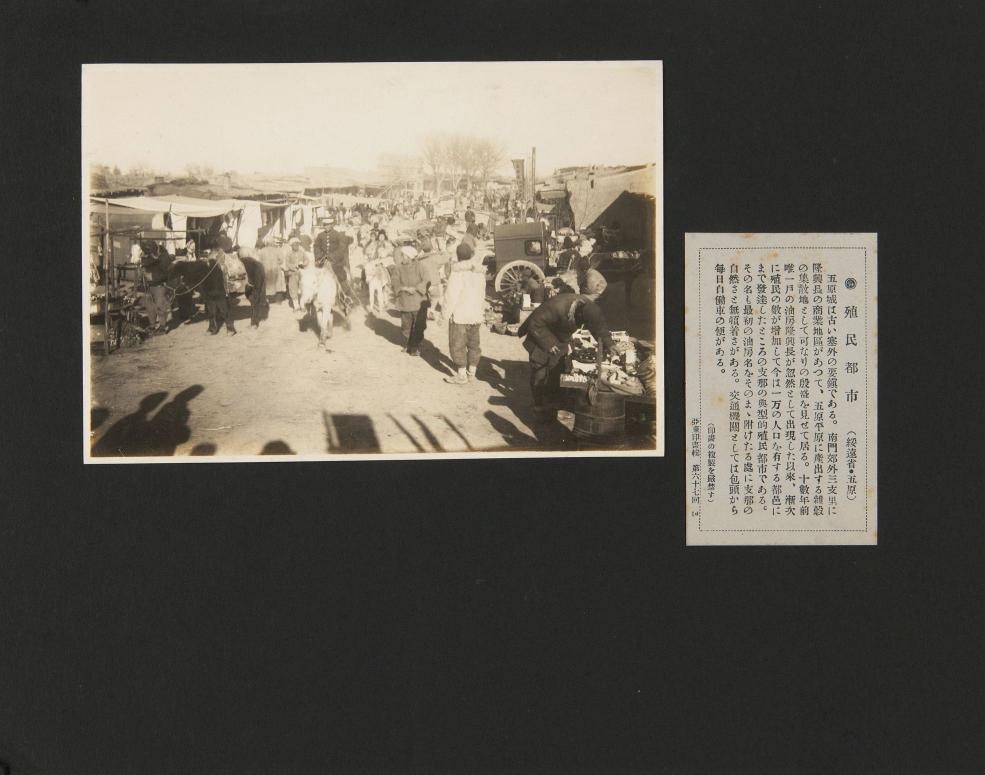 殖民都市 （綏遠省・五原）
五原城は古い塞外の要鎭である。南門郊外三支里に
隆興長の商業地區があつて、五原平原に產出する雜穀
の集散地として可なりの殷盛を見せて居る。十數年前
唯一戶の油房隆興長が忽然として出現した以來、漸次
に殖民の數が增加して今は一万の人口を有する都邑に
まで發達したところの支那の典型的殖民都市である。
その名も最初の油房名をそのまゝ附けたる處に支那の
自然さと無頓着さがある。交通機關としては包頭から
每日自働車の便がある。
（印畫の複製を嚴禁す）
亞東印畫輯 第六十七回